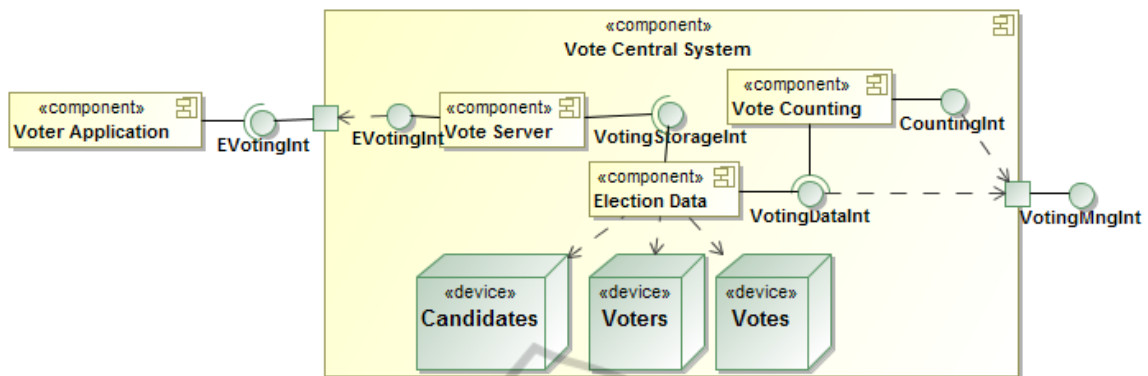 «component»
Vote Central System
«component»
Voter Application
EVotingInt
EVotingInt
«component»
Vote Server
VotingStorageInt
«component»
Vote Counting
CountingInt
«component»
Election Data
VotingDataInt
VotingMngInt
«device»
Candidates
«device»
Voters
«device»
Votes